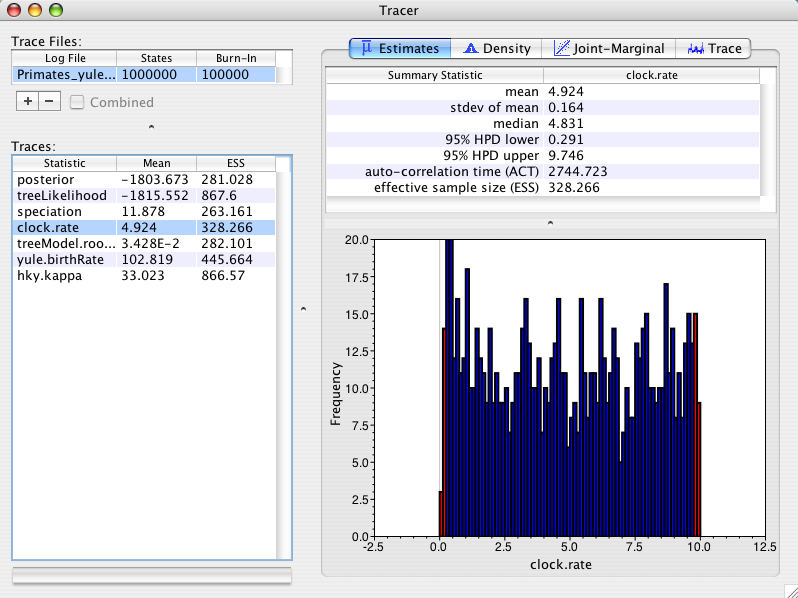 Tracer
Trace Files:
Log File States Burn-In
Primates_yule... 1000000 100000
+ − Combined
Traces:
Statistic Mean ESS
posterior -1803.673 281.028
treeLikelihood -1815.552 867.6
speciation 11.878 263.161
clock.rate 4.924 328.266
treeModel.roo... 3.428E-2 282.101
yule.birthRate 102.819 445.664
hky.kappa 33.023 866.57
Estimates Density Joint-Marginal Trace
Summary Statistic clock.rate
mean 4.924
stdev of mean 0.164
median 4.831
95% HPD lower 0.291
95% HPD upper 9.746
auto-correlation time (ACT) 2744.723
effective sample size (ESS) 328.266
20.0
17.5
15.0
12.5
10.0
7.5
5.0
2.5
0.0
Frequency
-2.5 0.0 2.5 5.0 7.5 10.0 12.5
clock.rate